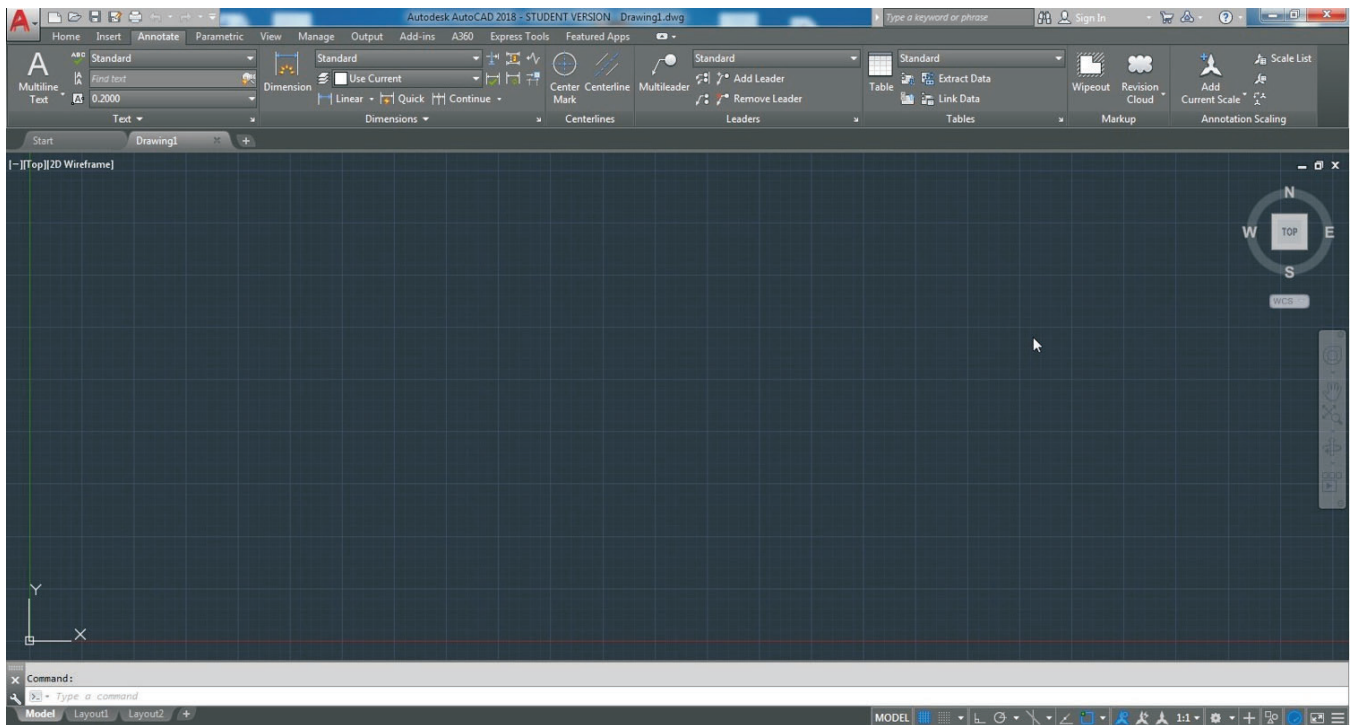 Autodesk AutoCAD 2018 - STUDENT VERSION Drawing1.dwg
Type a keyword or phrase
Sign In
Home Insert Annotate Parametric View Manage Output Add-ins A360 Express Tools Featured Apps
Multiline Text
Standard
Find text
0.2000
Text
Dimension
Standard
Use Current
Linear Quick Continue
Dimensions
Center Mark
Centerline
Centerlines
Multileader
Standard
Add Leader
Remove Leader
Leaders
Table
Standard
Extract Data
Link Data
Tables
Wipeout
Revision Cloud
Markup
Add Current Scale
Scale List
Annotation Scaling
Start Drawing1
[−][Top][2D Wireframe]
N
W TOP E
S
WCS
Y
X
Command:
Type a command
Model Layout1 Layout2
MODEL 1:1